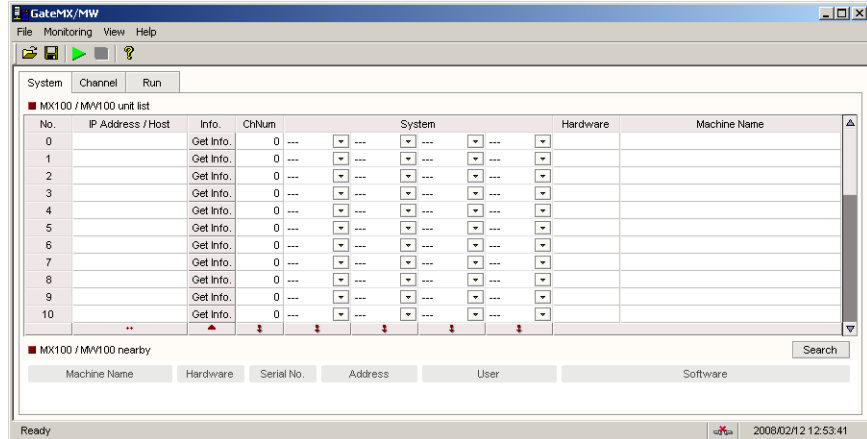 GateMX/MW
File Monitoring View Help
System Channel Run
MX100 / MW100 unit list
No. IP Address / Host Info. ChNum System Hardware Machine Name
0 Get Info. 0 --- --- --- ---
1 Get Info. 0 --- --- --- ---
2 Get Info. 0 --- --- --- ---
3 Get Info. 0 --- --- --- ---
4 Get Info. 0 --- --- --- ---
5 Get Info. 0 --- --- --- ---
6 Get Info. 0 --- --- --- ---
7 Get Info. 0 --- --- --- ---
8 Get Info. 0 --- --- --- ---
9 Get Info. 0 --- --- --- ---
10 Get Info. 0 --- --- --- ---
MX100 / MW100 nearby Search
Machine Name Hardware Serial No. Address User Software
Ready 2008/02/12 12:53:41